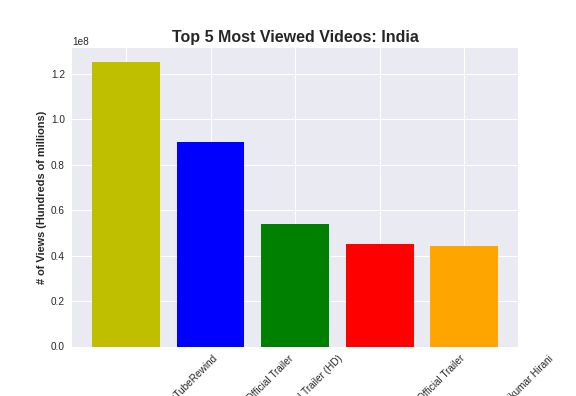 Top 5 Most Viewed Videos: India
1e8
1.2
1.0
0.8
0.6
0.4
0.2
0.0
# of Views (Hundreds of millions)
TubeRewind
Official Trailer
Trailer (HD)
Official Trailer
Hirani